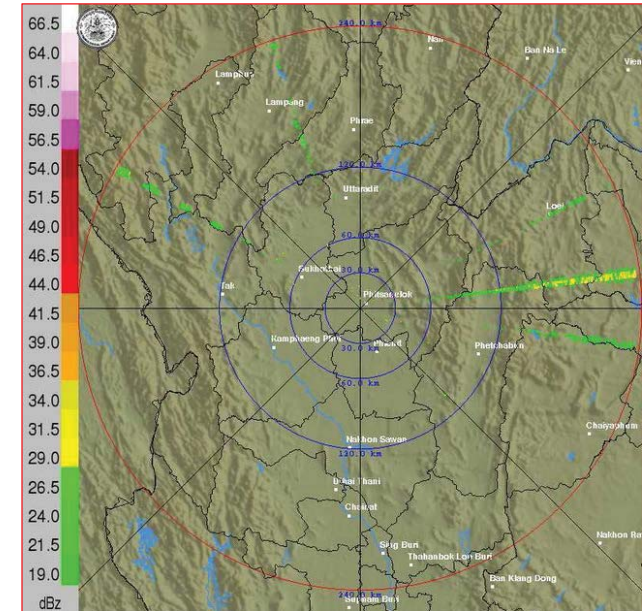 66.5
64.0
61.5
59.0
56.5
54.0
51.5
49.0
46.5
44.0
41.5
39.0
36.5
34.0
31.5
29.0
26.5
24.0
21.5
19.0
dBz
240.0 km
Nan
Ban Na Le
Vien
Lamphun
Lampang
Phrae
120.0 km
Uttaradit
Loei
60.0 km
Sukhothai
30.0 km
Tak
Phitsanulok
Kamphaeng Phet
30.0 km
Phichit
Phetchabun
60.0 km
Chaiyaphum
Nakhon Sawan
120.0 km
Uthai Thani
Chainat
Sing Buri
Thahanbok Lop Buri
Nakhon Ra
Ban Klang Dong
240.0 km
Suphan Buri